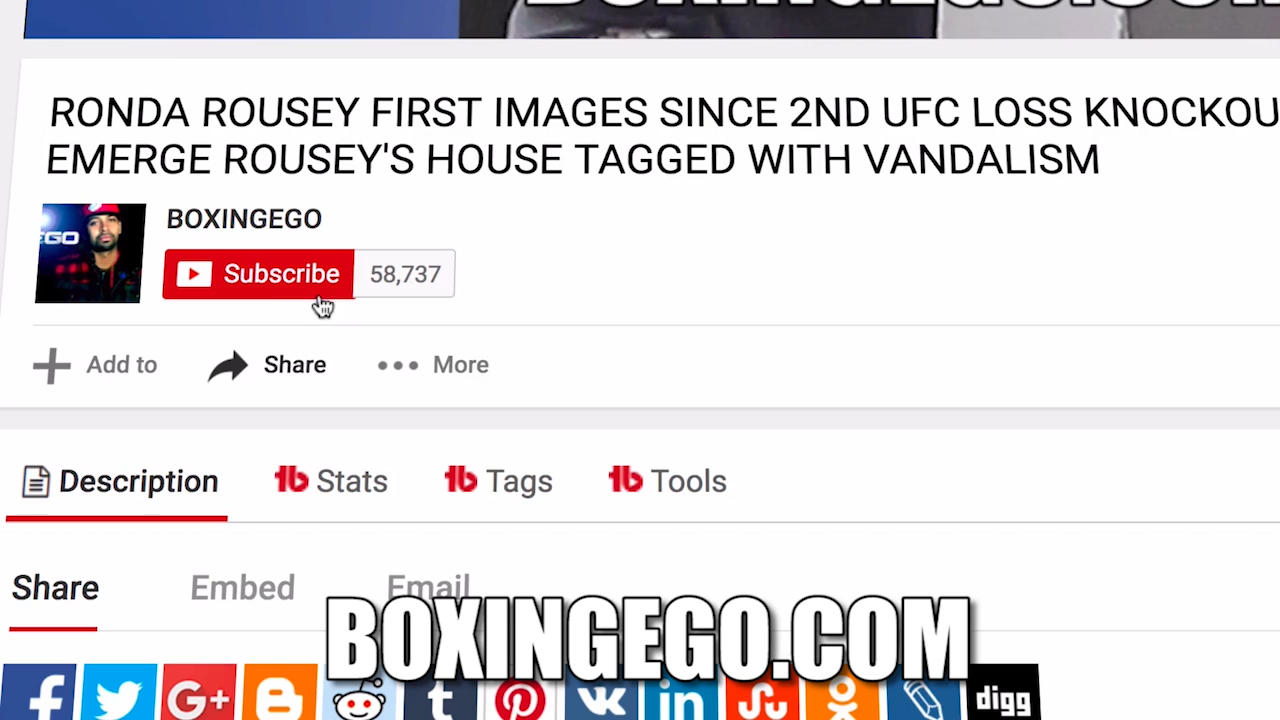 RONDA ROUSEY FIRST IMAGES SINCE 2ND UFC LOSS KNOCKOU
EMERGE ROUSEY'S HOUSE TAGGED WITH VANDALISM
EGO
BOXINGEGO
Subscribe 58,737
Add to Share More
Description Stats Tags Tools
Share Embed Email
BOXINGEGO.COM
digg